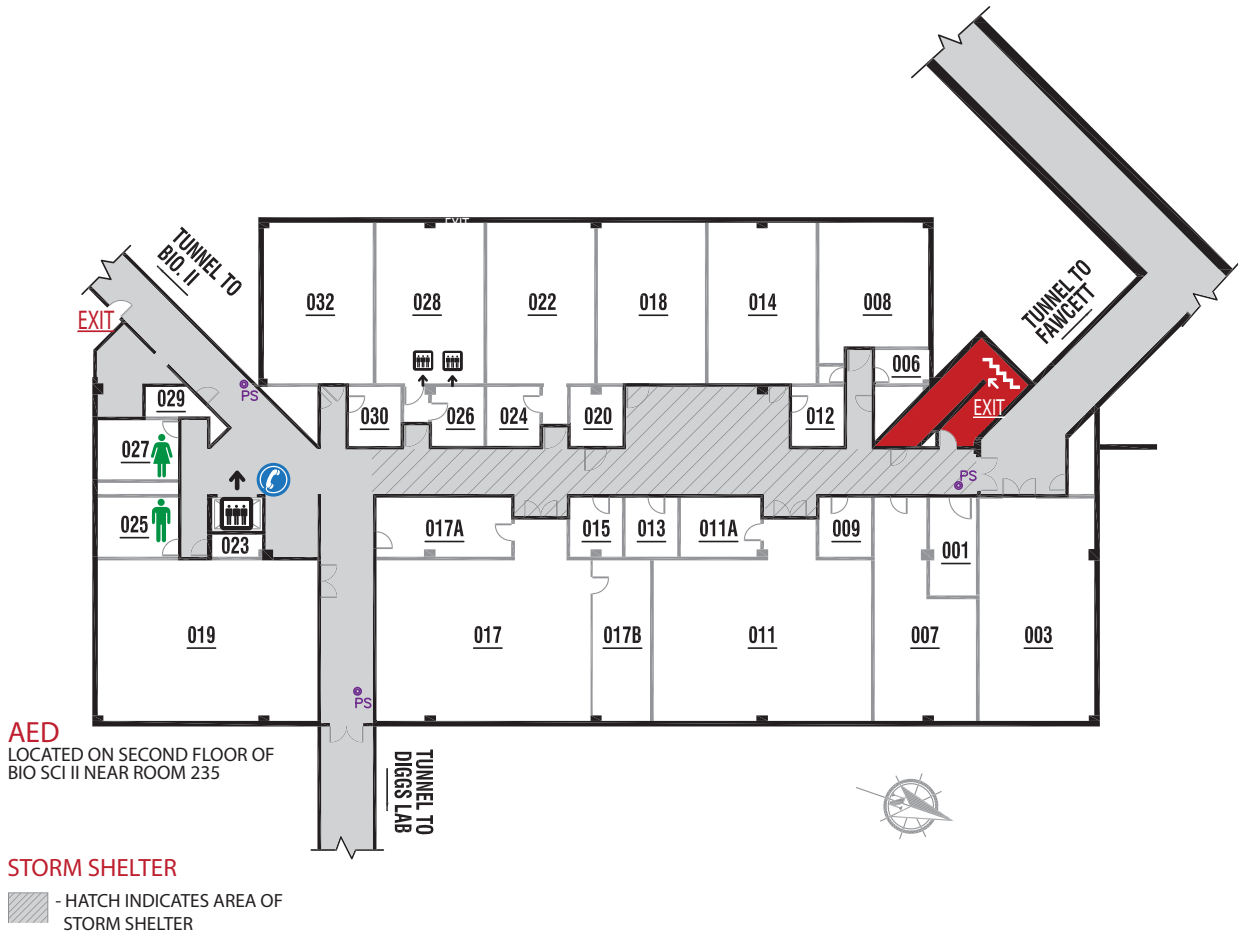 EXIT
TUNNEL TO
BIO. II
TUNNEL TO
FAWCETT
032
028
022
018
014
008
EXIT
006
029
PS
030
026
024
020
012
EXIT
027
PS
025
017A
015
013
011A
009
001
023
019
017
017B
011
007
003
PS
AED
LOCATED ON SECOND FLOOR OF
BIO SCI II NEAR ROOM 235
TUNNEL TO
DIGGS LAB
STORM SHELTER
- HATCH INDICATES AREA OF
STORM SHELTER